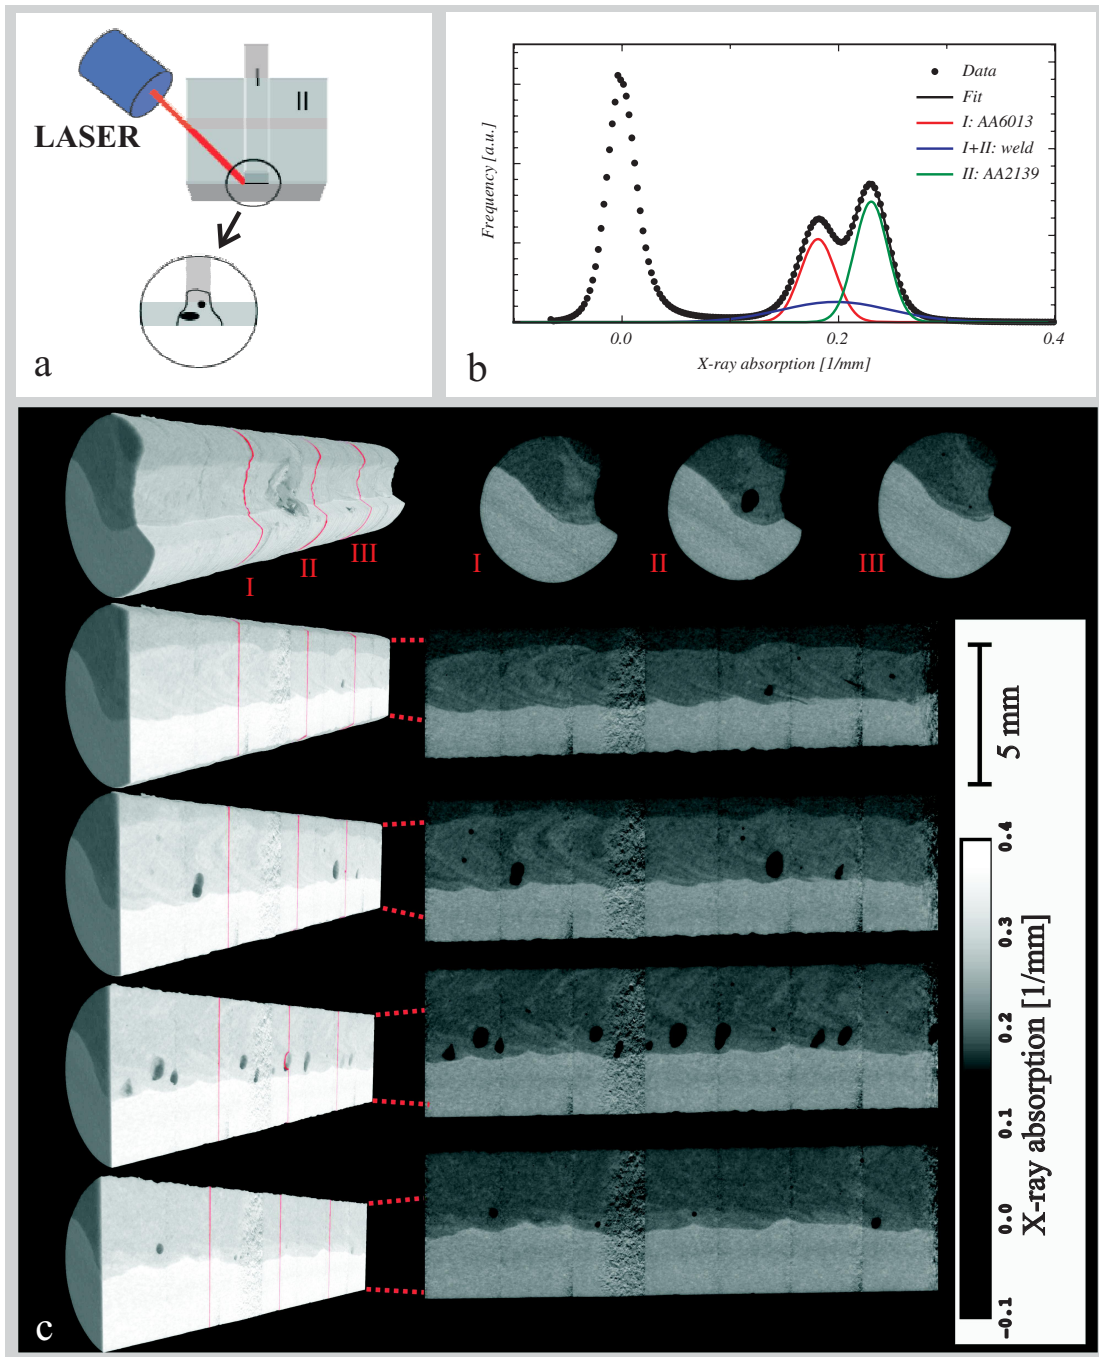 LASER
I
II
a
Frequency [a.u.]
Data
Fit
I: AA6013
I+II: weld
II: AA2139
0.0
0.2
0.4
X-ray absorption [1/mm]
b
I
II
III
I
II
III
5 mm
0.4
0.3
0.2
0.1
0.0
-0.1
X-ray absorption [1/mm]
c